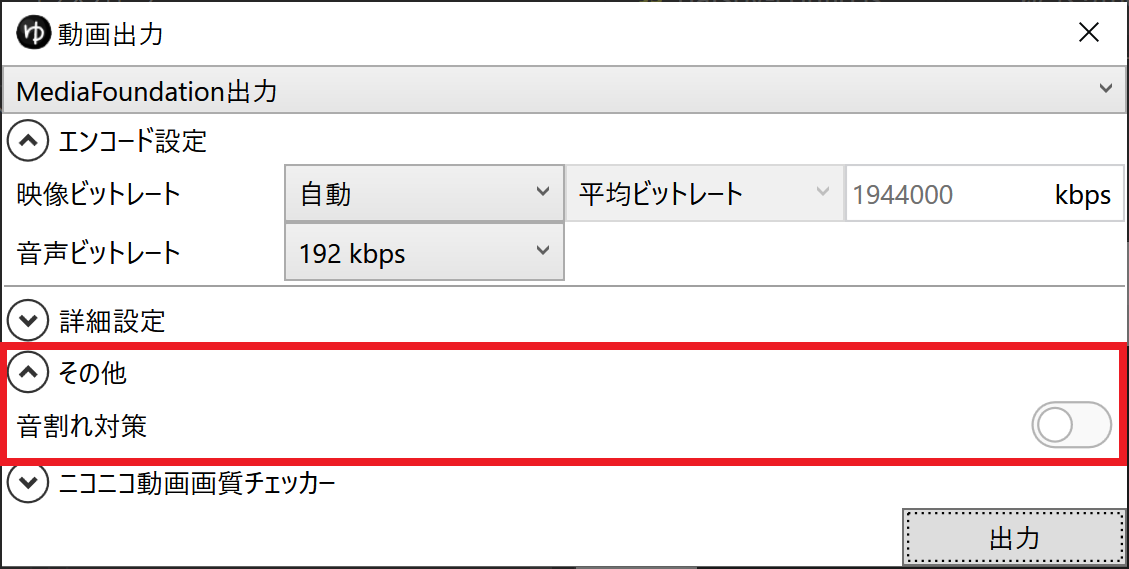 ゆ 動画出力
MediaFoundation出力
エンコード設定
映像ビットレート 自動 平均ビットレート 1944000 kbps
音声ビットレート 192 kbps
詳細設定
その他
音割れ対策
ニコニコ動画画質チェッカー
出力